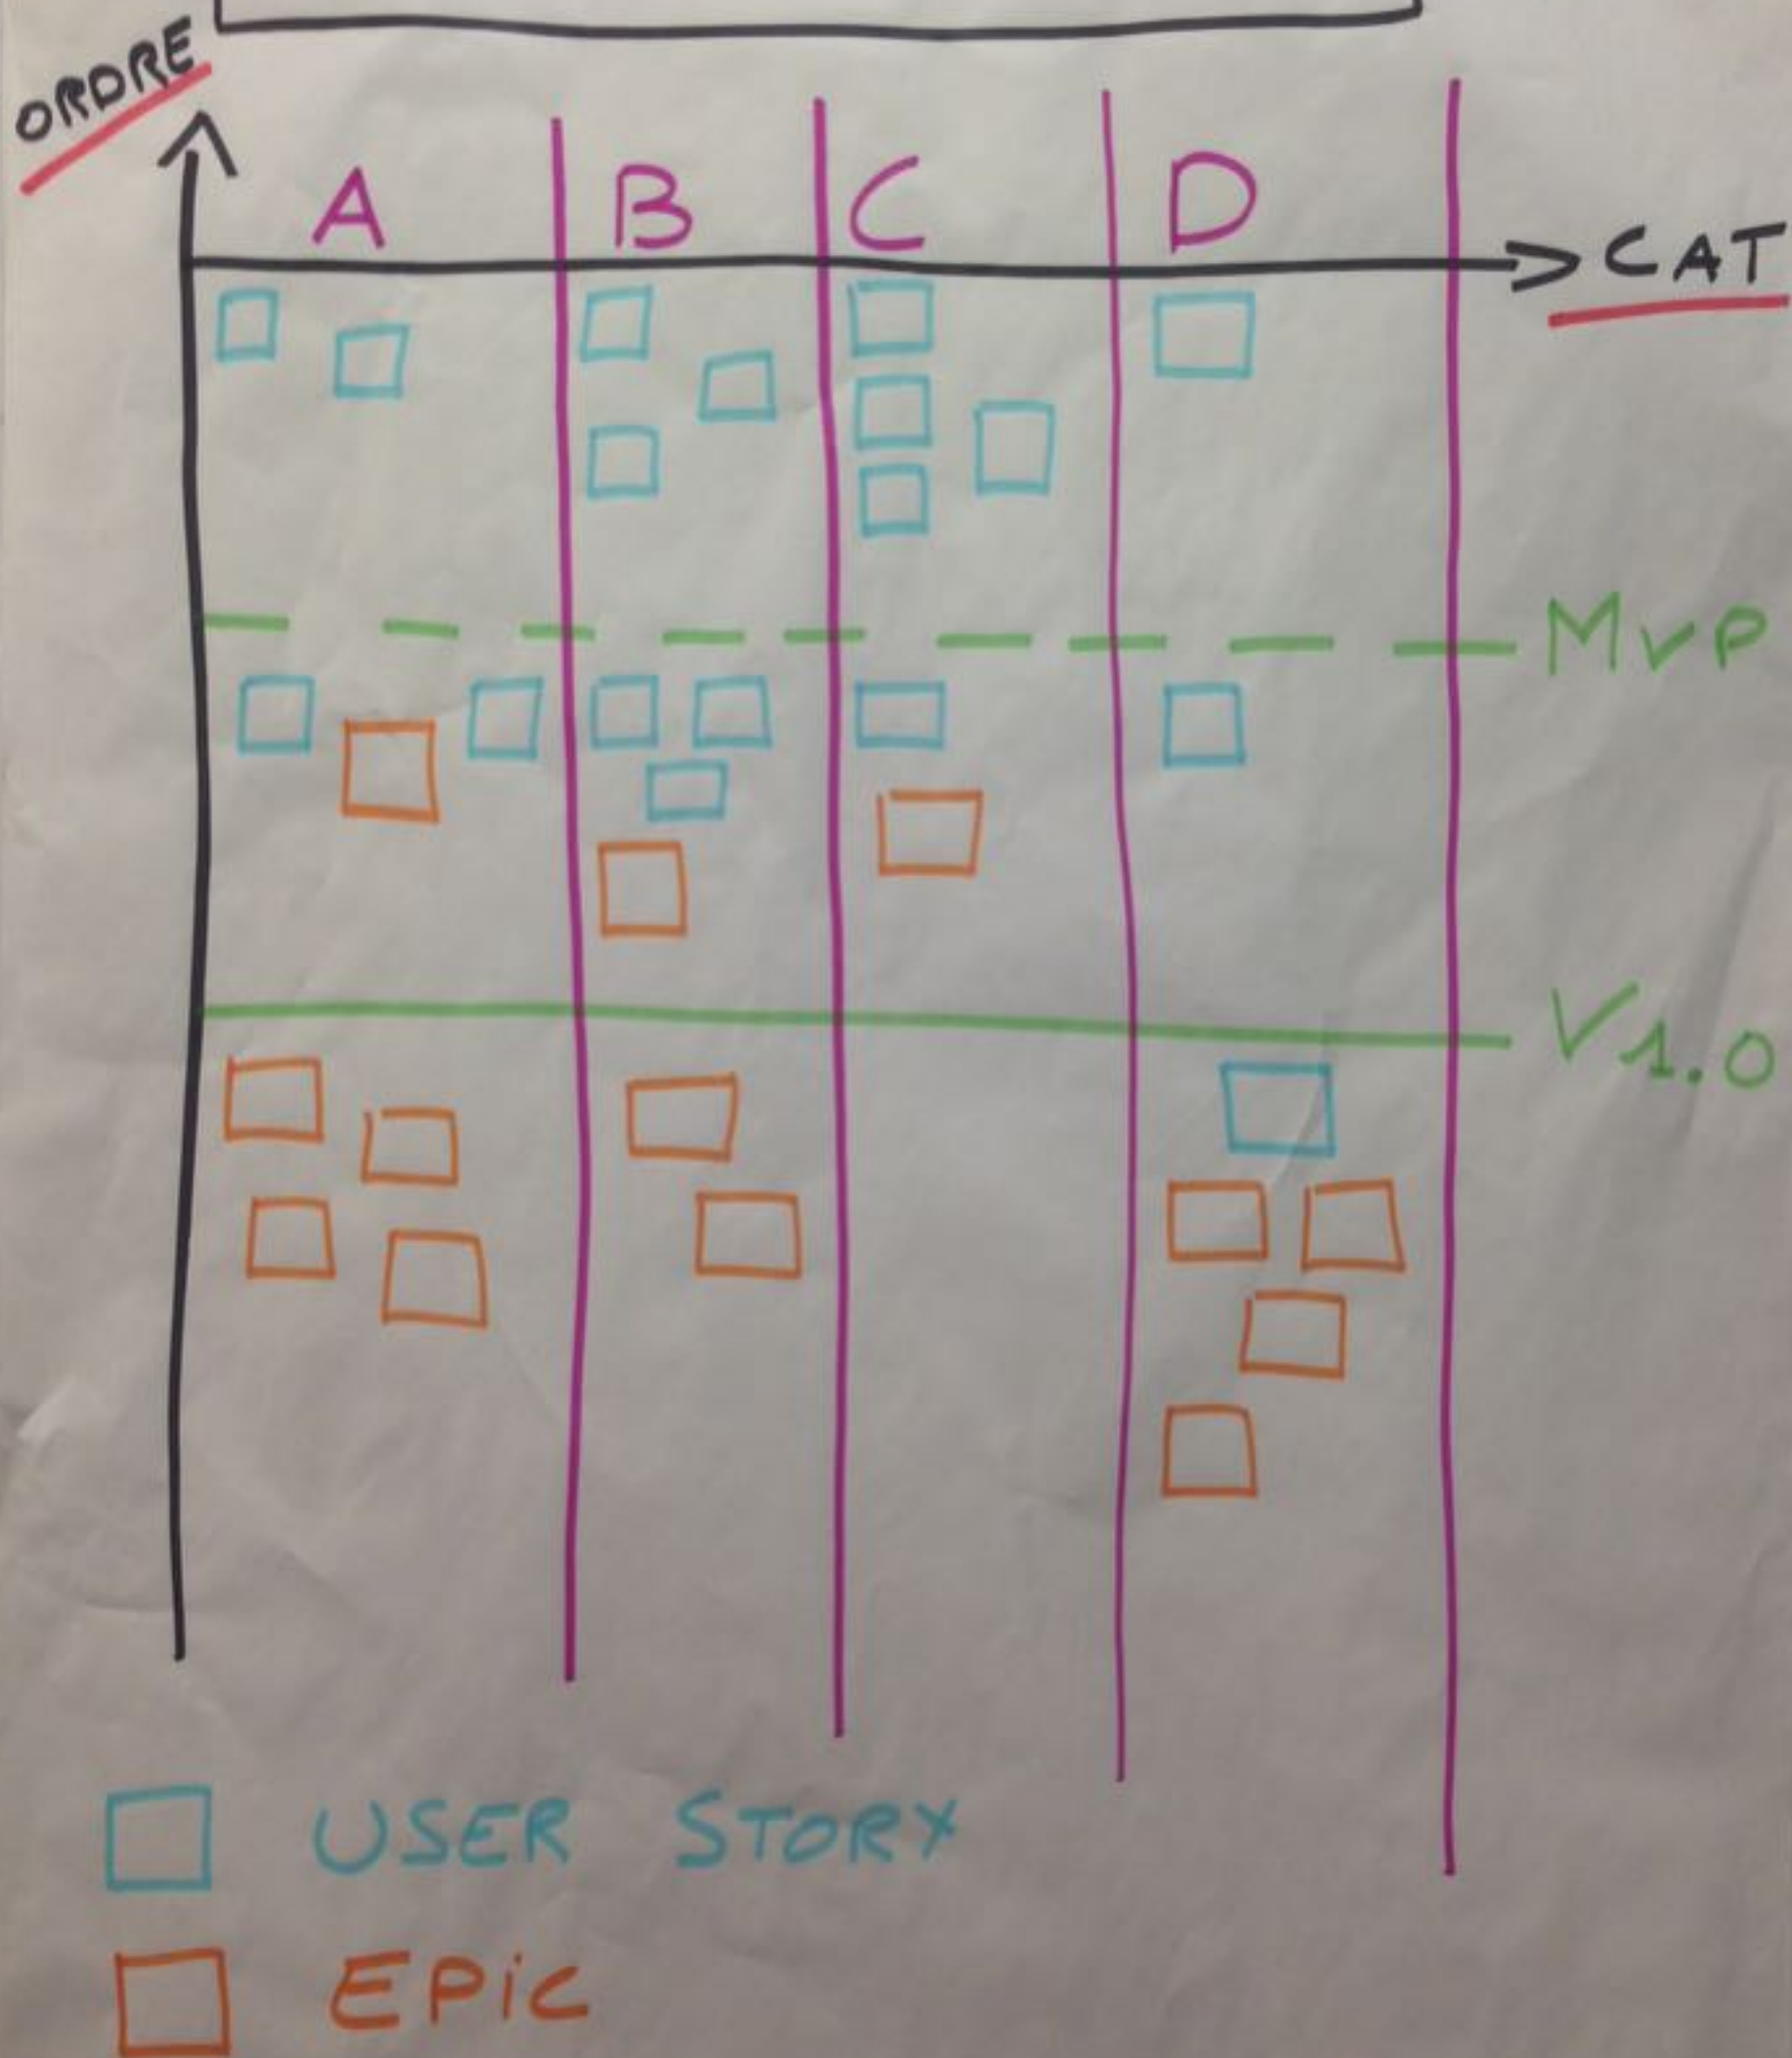 ORDRE
A B C D
CAT
MVP
V1.0
USER STORY
EPiC